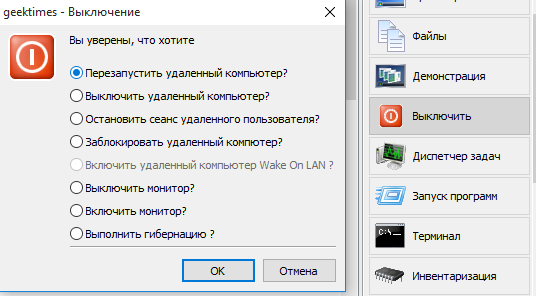 geektimes - Выключение
Вы уверены, что хотите
Перезапустить удаленный компьютер?
Выключить удаленный компьютер?
Остановить сеанс удаленного пользователя?
Заблокировать удаленный компьютер?
Включить удаленный компьютер Wake On LAN ?
Выключить монитор?
Включить монитор?
Выполнить гибернацию ?
OK
Отмена
Файлы
Демонстрация
Выключить
Диспетчер задач
Запуск программ
Терминал
Инвентаризация